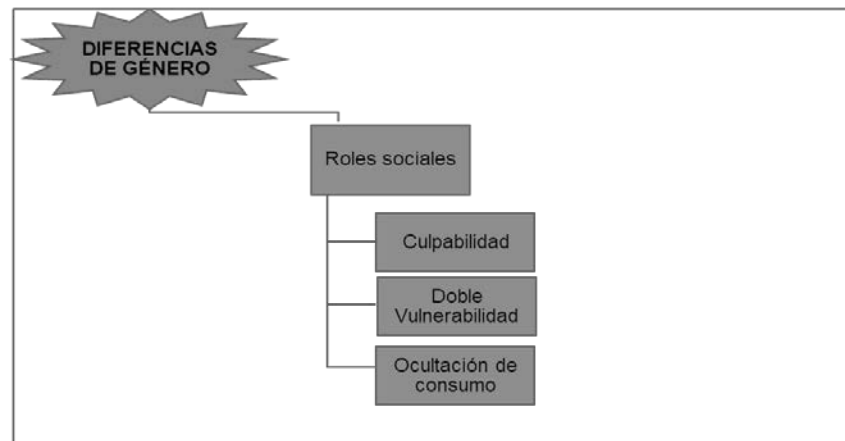 DIFERENCIAS
DE GÉNERO
Roles sociales
Culpabilidad
Doble
Vulnerabilidad
Ocultación de
consumo